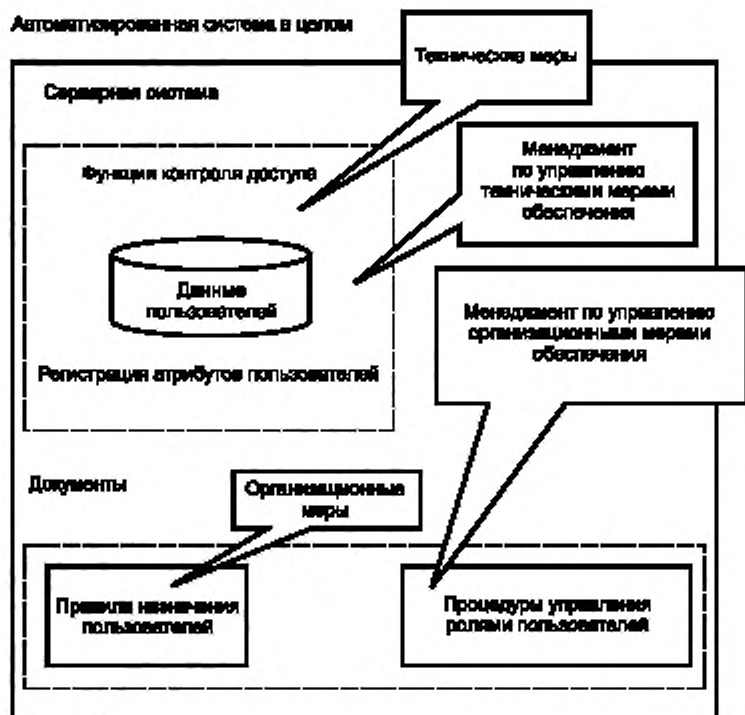 Автоматизированная система в целом
Технические меры
Серверная система
Менеджмент
по управлению
техническими мерами
обеспечения
Функции контроля доступа
Данные
пользователей
Менеджмент по управлению
организационными мерами
обеспечения
Регистрация атрибутов пользователей
Документы
Организационные
меры
Правила назначения
пользователей
Процедуры управления
ролями пользователей